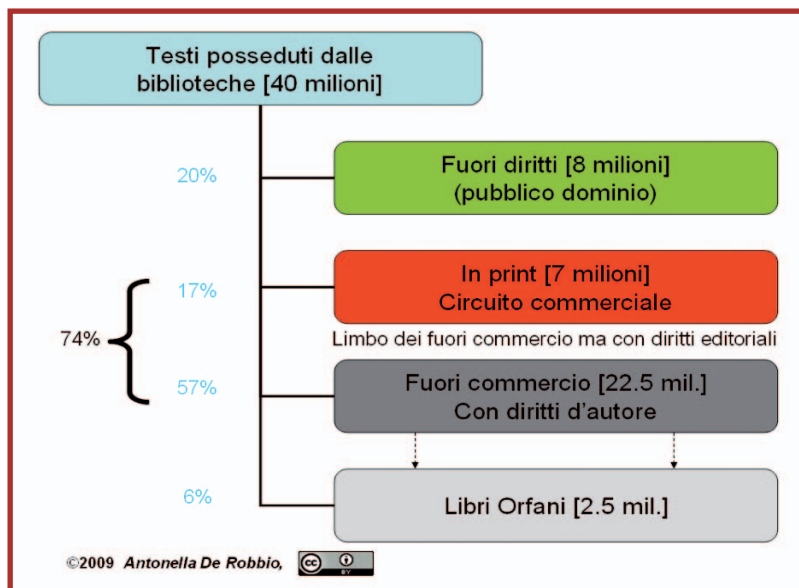 Testi posseduti dalle
biblioteche [40 milioni]
20%
Fuori diritti [8 milioni]
(pubblico dominio)
17%
In print [7 milioni]
Circuito commerciale
74%
Limbo dei fuori commercio ma con diritti editoriali
57%
Fuori commercio [22.5 mil.]
Con diritti d'autore
6%
Libri Orfani [2.5 mil.]
©2009 Antonella De Robbio,
cc
BY